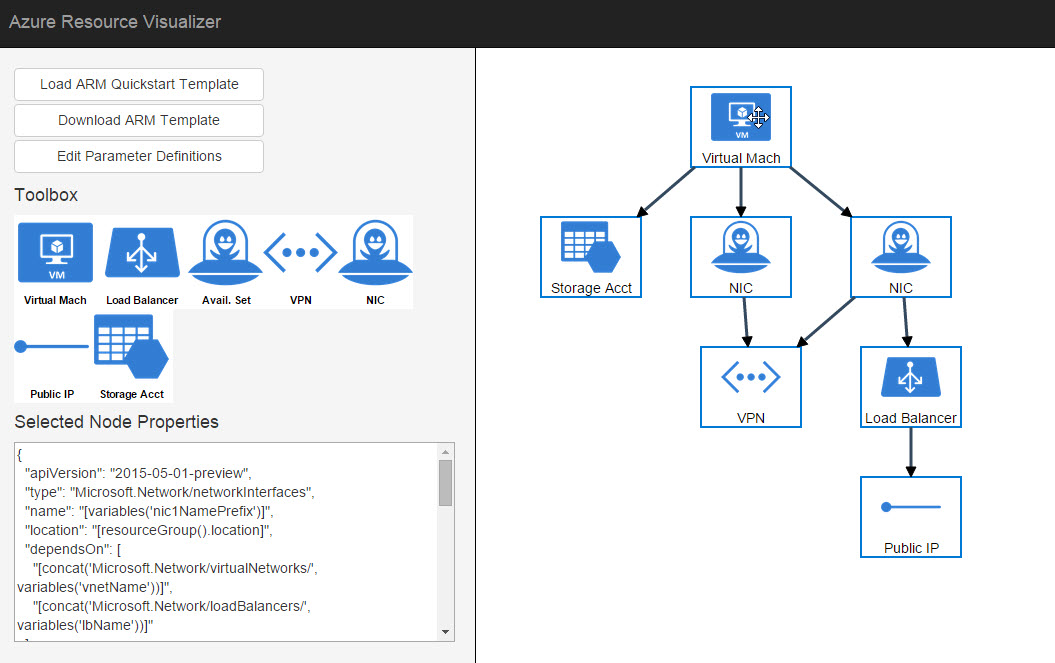 Azure Resource Visualizer
Load ARM Quickstart Template
Download ARM Template
Edit Parameter Definitions
Toolbox
VM
Virtual Mach
Load Balancer
Avail. Set
VPN
NIC
Public IP
Storage Acct
Selected Node Properties
{
"apiVersion": "2015-05-01-preview",
"type": "Microsoft.Network/networkInterfaces",
"name": "[variables('nic1NamePrefix')]",
"location": "[resourceGroup().location]",
"dependsOn": [
"[concat('Microsoft.Network/virtualNetworks/',
variables('vnetName'))]",
"[concat('Microsoft.Network/loadBalancers/',
variables('lbName'))]"
VM
Virtual Mach
Storage Acct
NIC
NIC
VPN
Load Balancer
Public IP